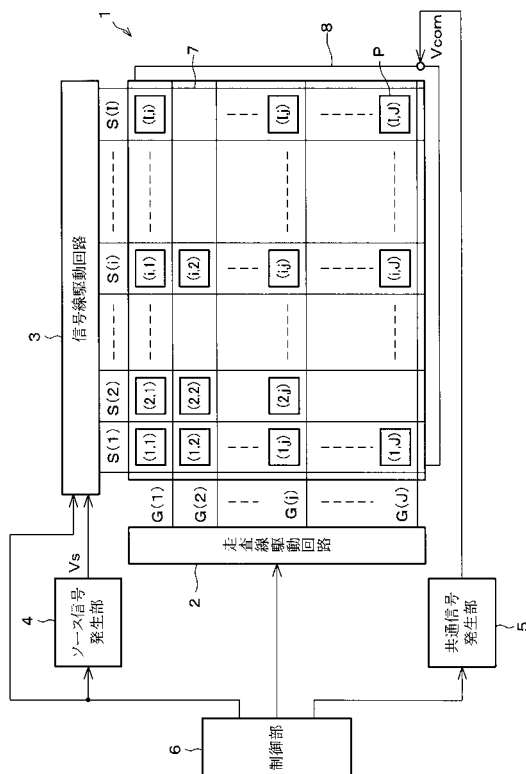 1
3
信号線駆動回路
Vs
4
ソース信号
発生部
S(1)
S(2)
S(i)
S(I)
7
G(1)
(1,1)
(2,1)
(i,1)
(I,i)
8
G(2)
(1,2)
(2,2)
(i,2)
G(j)
(1,j)
(2,j)
(i,j)
(I,j)
P
G(J)
(1,J)
(i,J)
(I,J)
Vcom
2
走査線駆動回路
6
制御部
共通信号
発生部
5